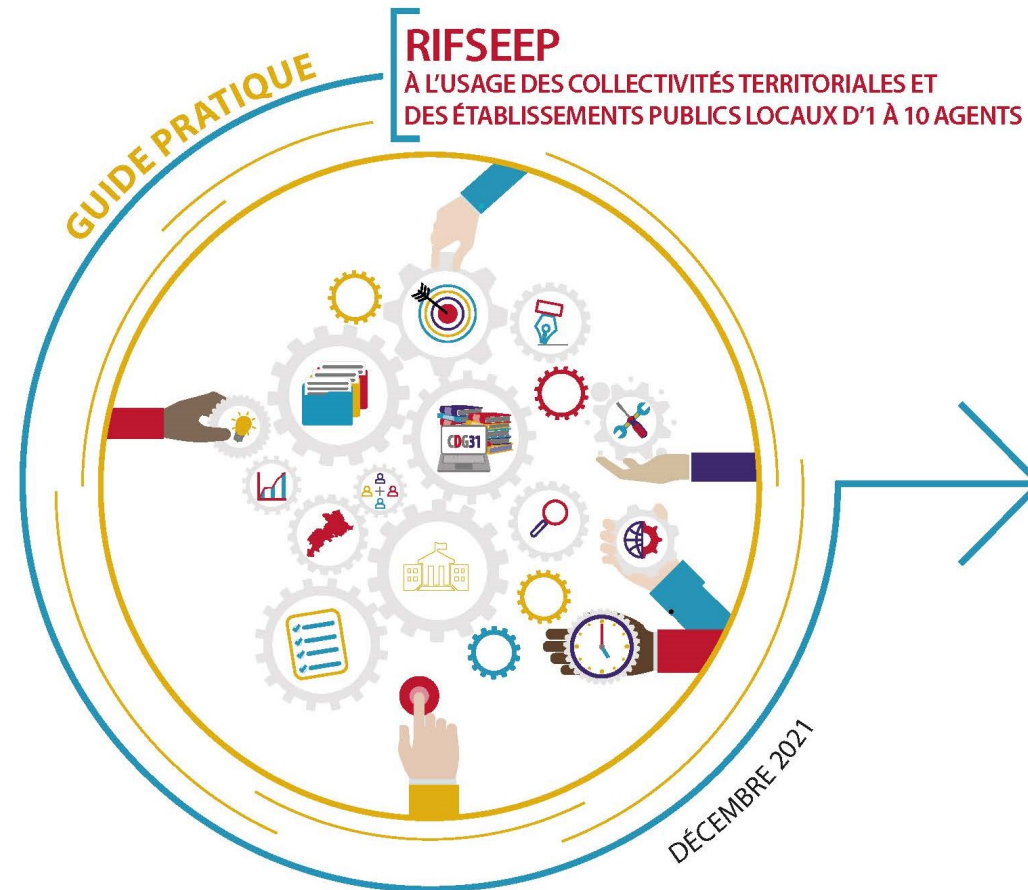 GUIDE PRATIQUE
RIFSEEP
À L'USAGE DES COLLECTIVITÉS TERRITORIALES ET
DES ÉTABLISSEMENTS PUBLICS LOCAUX D'1 À 10 AGENTS
CDG31
DÉCEMBRE 2021